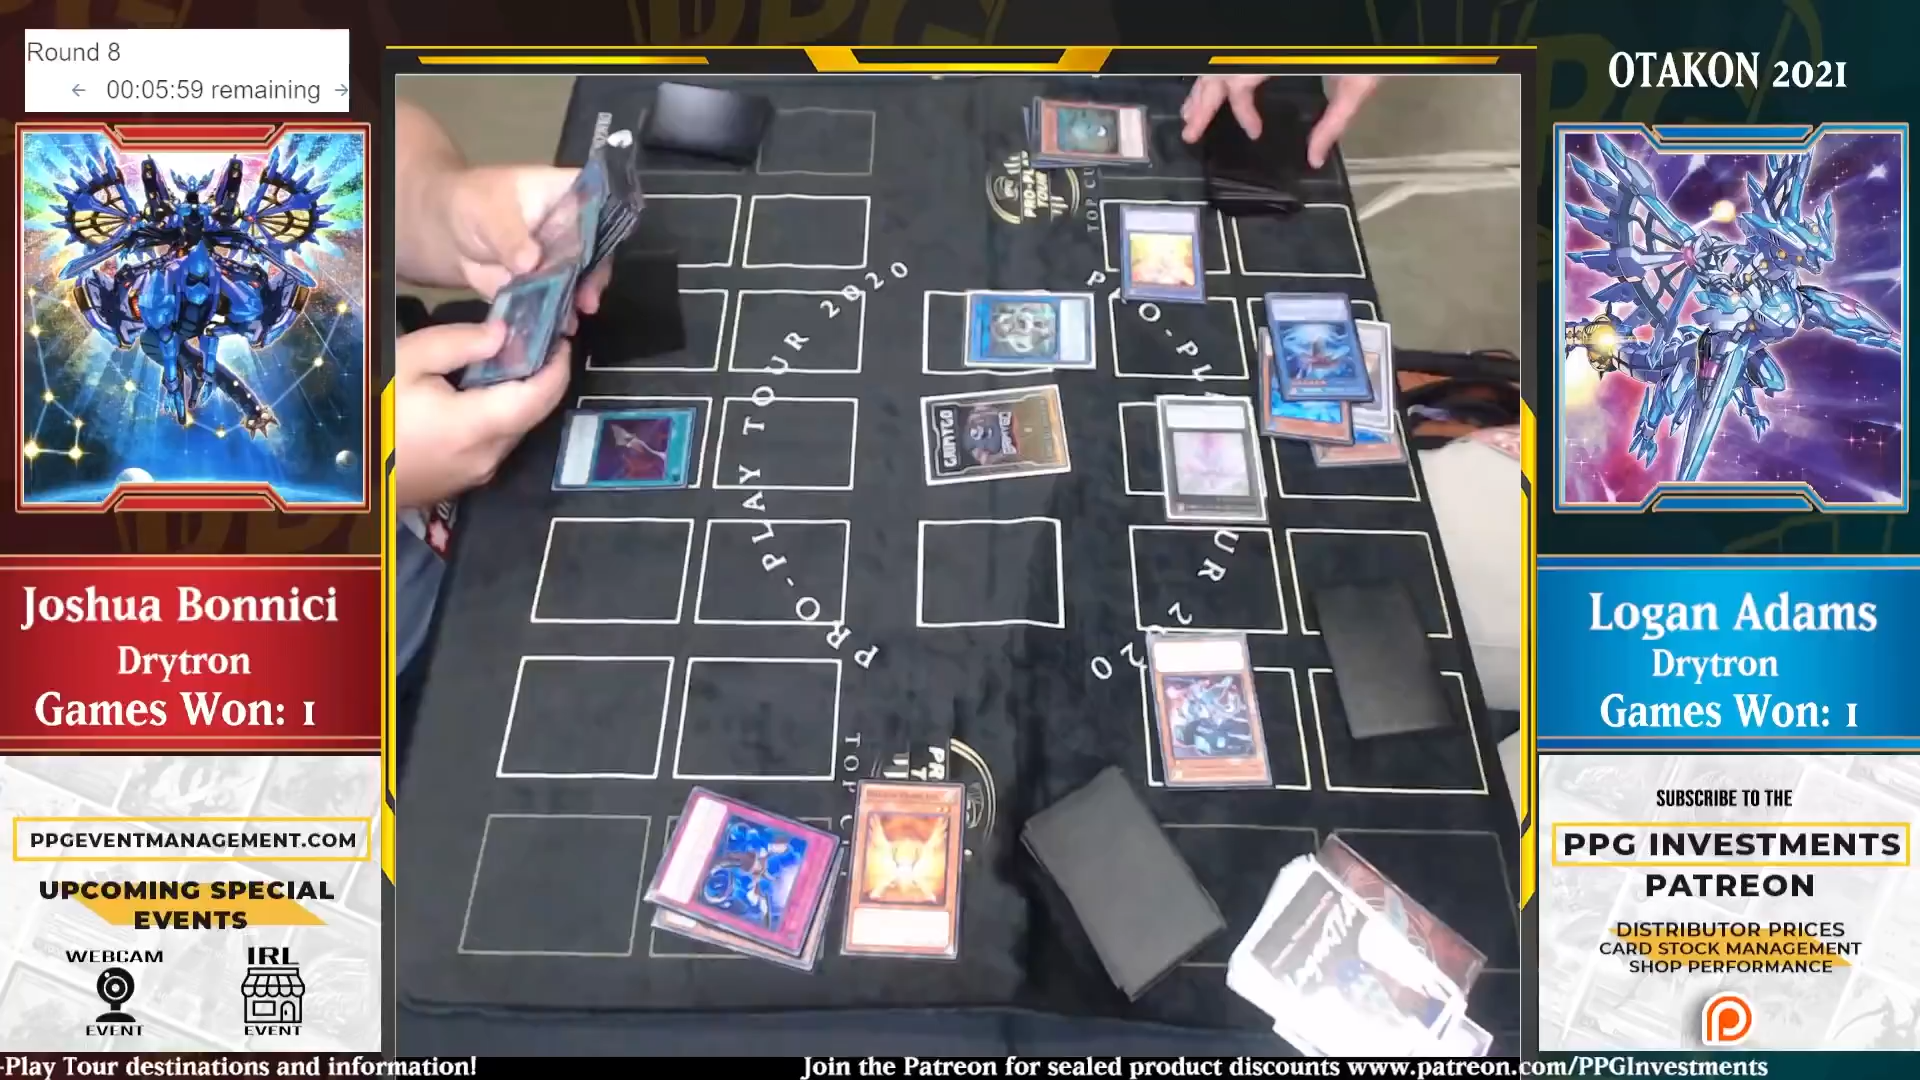 Round 8
← 00:05:59 remaining →
OTAKON 2021
Joshua Bonnici
Drytron
Games Won: 1
Logan Adams
Drytron
Games Won: 1
PPGEVENTMANAGEMENT.COM
UPCOMING SPECIAL
EVENTS
WEBCAM
EVENT
IRL
EVENT
SUBSCRIBE TO THE
PPG INVESTMENTS
PATREON
DISTRIBUTOR PRICES
CARD STOCK MANAGEMENT
SHOP PERFORMANCE
PRO-PLAY TOUR 2020
PRO-PLAY
TOUR
TOP CU
-Play Tour destinations and information!
Join the Patreon for sealed product discounts www.patreon.com/PPGInvestments